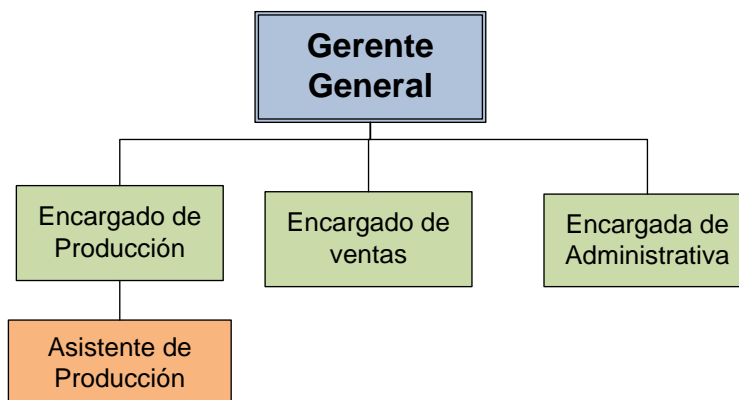 Gerente
General
Encargado de
Producción
Encargado de
ventas
Encargada de
Administrativa
Asistente de
Producción